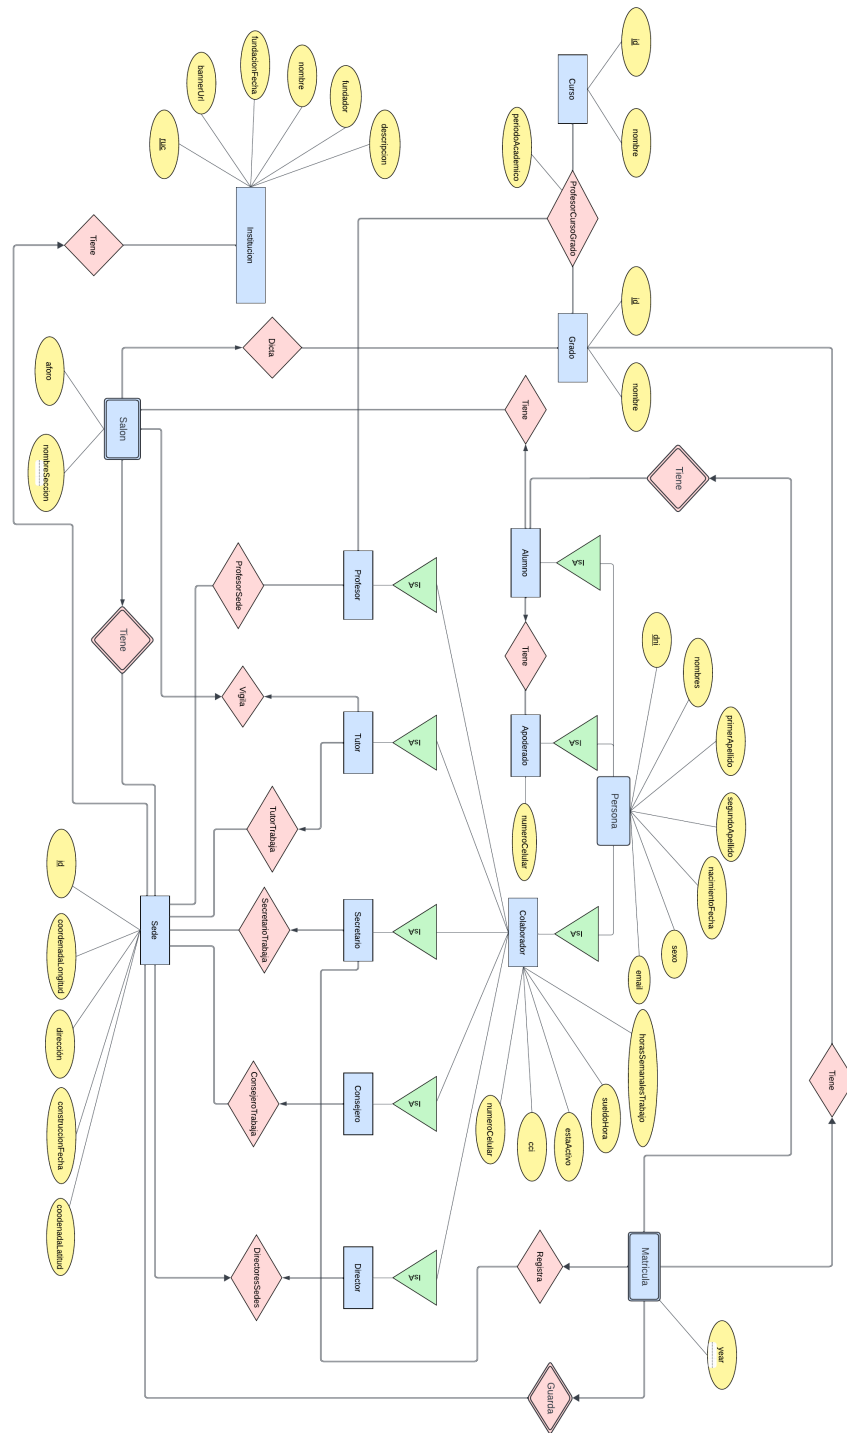 id
nombre
Curso
periodoAcademico
ProfesorCursoGrado
fundacionFecha
bannerUrl
nombre
fundador
descripcion
ruc
Institucion
Tiene
id
nombre
Grado
Dicta
aforo
nombreSeccion
Salon
Tiene
Tiene
Alumno
IsA
Profesor
IsA
ProfesorSede
Tiene
Tiene
Vigila
Tutor
IsA
Apoderado
IsA
numeroCelular
Persona
dni
nombres
primerApellido
segundoApellido
nacimientoFecha
sexo
email
TutorTrabaja
id
coordenadaLongitud
dirección
construccionFecha
coodenadaLatitud
Sede
SecretarioTrabaja
Secretario
IsA
Colaborador
IsA
horasSemanalesTrabajo
sueldoHora
estaActivo
cci
numeroCelular
ConsejeroTrabaja
Consejero
IsA
Tiene
DirectoresSedes
Director
IsA
Registra
Matricula
year
Guarda